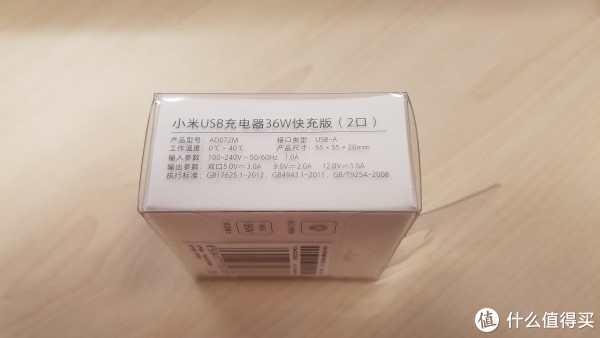 小米USB充电器36W快充版（2口）
产品型号： AD07ZM 接口类型： USB-A
工作温度： 0℃~40℃ 产品尺寸： 55×55×28mm
输入参数： 100-240V~50/60Hz 1.0A
输出参数： 双口5.0V=3.0A 9.0V=2.0A 12.0V=1.5A
执行标准： GB17625.1-2012，GB4943.1-2011，GB/T9254-2008
值 什么值得买